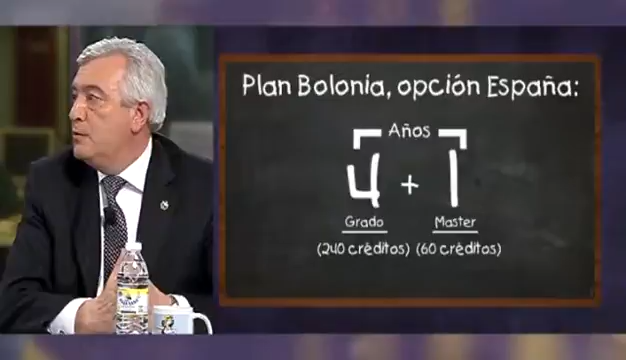 Plan Bolonia, opción España:
Años
4 + 1
Grado Master
(240 créditos) (60 créditos)